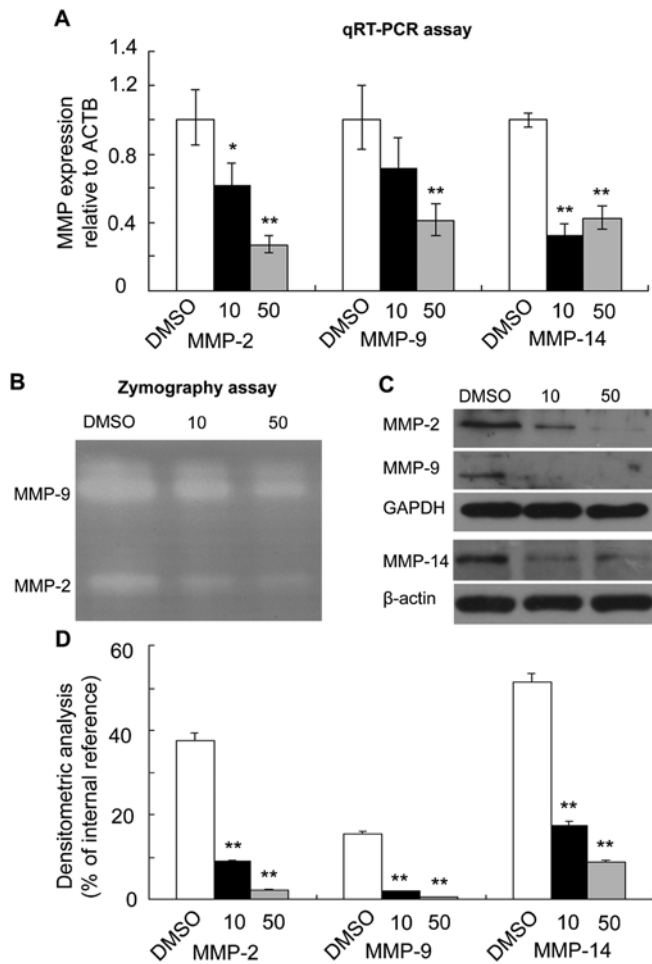 A
qRT-PCR assay
MMP expression
relative to ACTB
1.4
1.2
0.8
0.4
0
*
**
**
**
**
DMSO 10 50 DMSO 10 50 DMSO 10 50
MMP-2 MMP-9 MMP-14
B
Zymography assay
DMSO 10 50
MMP-9
MMP-2
C
DMSO 10 50
MMP-2
MMP-9
GAPDH
MMP-14
β-actin
D
Densitometric analysis
(% of internal reference)
60
40
20
0
**
**
**
**
**
**
DMSO 10 50 DMSO 10 50 DMSO 10 50
MMP-2 MMP-9 MMP-14